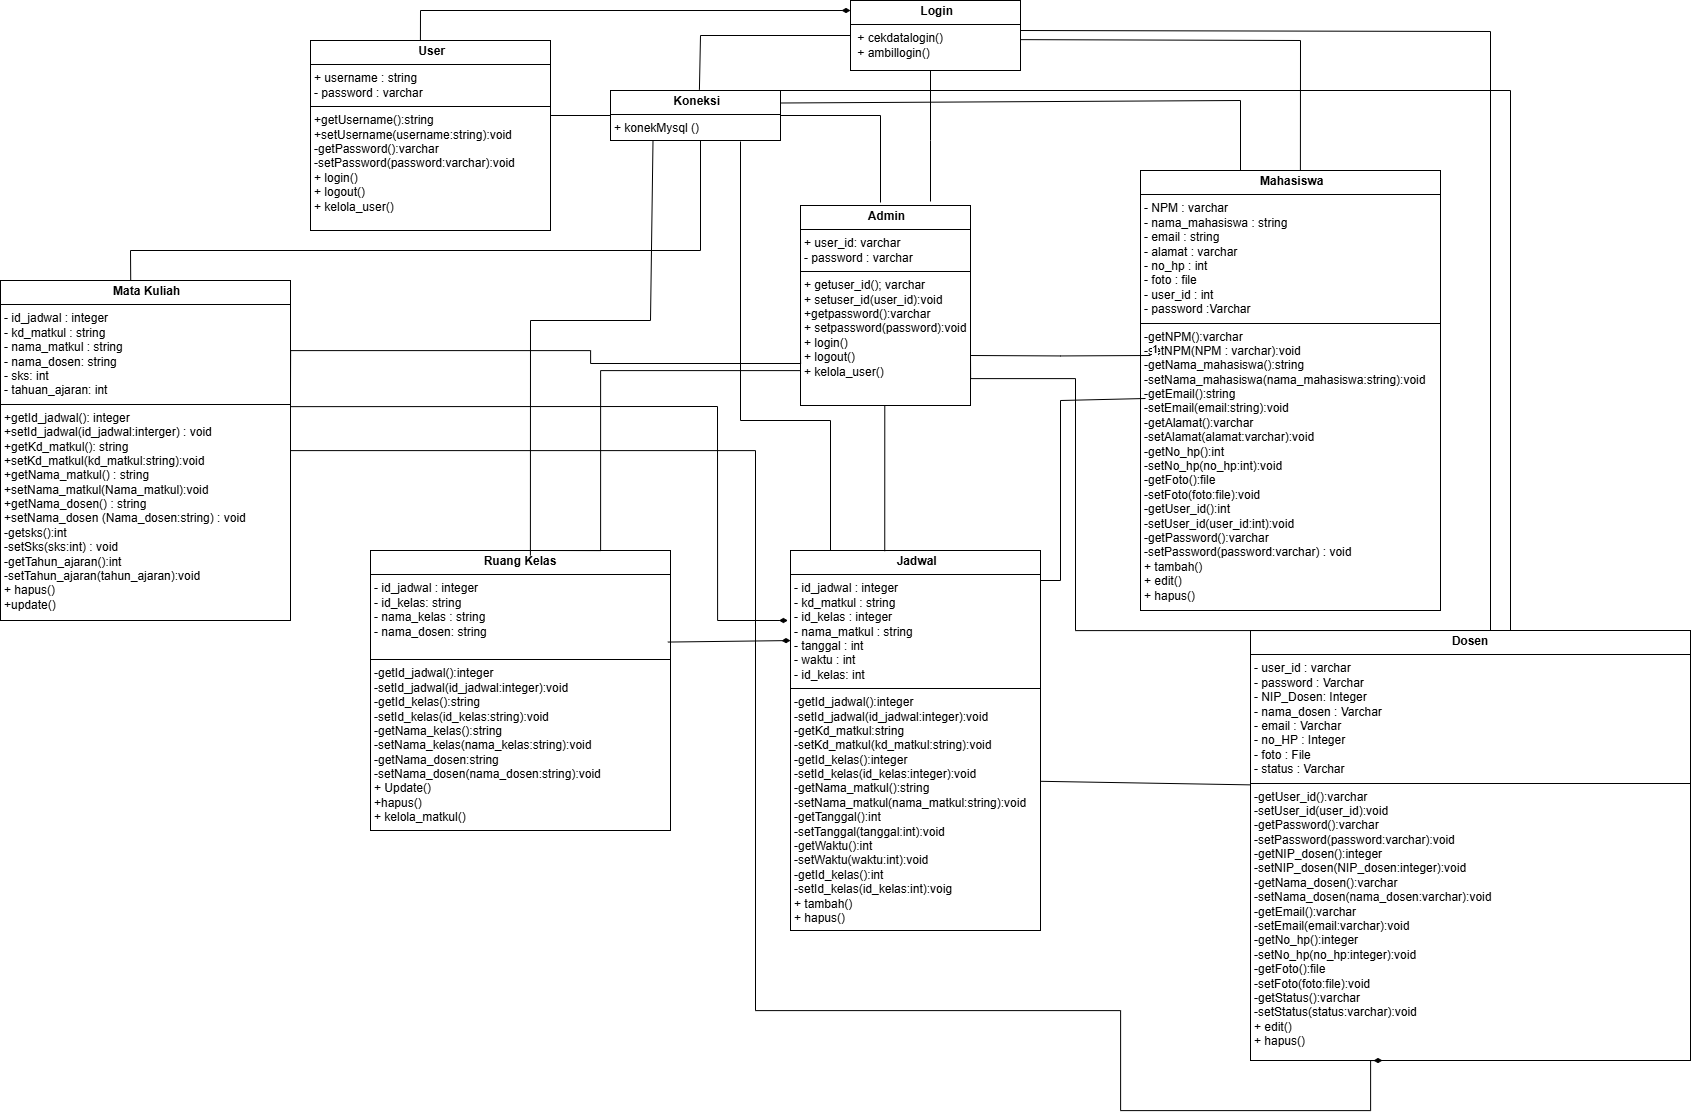 Login
+ cekdatalogin()
+ ambillogin()
User
+ username : string
- password : varchar
+getUsername():string
+setUsername(username:string):void
-getPassword():varchar
-setPassword(password:varchar):void
+ login()
+ logout()
+ kelola_user()
Koneksi
+ konekMysql ()
Admin
+ user_id: varchar
- password : varchar
+ getuser_id(); varchar
+ setuser_id(user_id):void
+getpassword():varchar
+ setpassword(password):void
+ login()
+ logout()
+ kelola_user()
Mahasiswa
- NPM : varchar
- nama_mahasiswa : string
- email : string
- alamat : varchar
- no_hp : int
- foto : file
- user_id : int
- password :Varchar
-getNPM():varchar
-setNPM(NPM : varchar):void
1
-getNama_mahasiswa():string
-setNama_mahasiswa(nama_mahasiswa:string):void
-getEmail():string
-setEmail(email:string):void
-getAlamat():varchar
-setAlamat(alamat:varchar):void
-getNo_hp():int
-setNo_hp(no_hp:int):void
-getFoto():file
-setFoto(foto:file):void
-getUser_id():int
-setUser_id(user_id:int):void
-getPassword():varchar
-setPassword(password:varchar) : void
+ tambah()
+ edit()
+ hapus()
Mata Kuliah
- id_jadwal : integer
- kd_matkul : string
- nama_matkul : string
- nama_dosen: string
- sks: int
- tahuan_ajaran: int
+getId_jadwal(): integer
+setId_jadwal(id_jadwal:interger) : void
+getKd_matkul(): string
+setKd_matkul(kd_matkul:string):void
+getNama_matkul() : string
+setNama_matkul(Nama_matkul):void
+getNama_dosen() : string
+setNama_dosen (Nama_dosen:string) : void
-getsks():int
-setSks(sks:int) : void
-getTahun_ajaran():int
-setTahun_ajaran(tahun_ajaran):void
+ hapus()
+update()
Ruang Kelas
- id_jadwal : integer
- id_kelas: string
- nama_kelas : string
- nama_dosen: string
-getId_jadwal():integer
-setId_jadwal(id_jadwal:integer):void
-getId_kelas():string
-setId_kelas(id_kelas:string):void
-getNama_kelas():string
-setNama_kelas(nama_kelas:string):void
-getNama_dosen:string
-setNama_dosen(nama_dosen:string):void
+ Update()
+hapus()
+ kelola_matkul()
Jadwal
- id_jadwal : integer
- kd_matkul : string
- id_kelas : integer
- nama_matkul : string
- tanggal : int
- waktu : int
- id_kelas: int
-getId_jadwal():integer
-setId_jadwal(id_jadwal:integer):void
-getKd_matkul:string
-setKd_matkul(kd_matkul:string):void
-getId_kelas():integer
-setId_kelas(id_kelas:integer):void
-getNama_matkul():string
-setNama_matkul(nama_matkul:string):void
-getTanggal():int
-setTanggal(tanggal:int):void
-getWaktu():int
-setWaktu(waktu:int):void
-getId_kelas():int
-setId_kelas(id_kelas:int):voig
+ tambah()
+ hapus()
Dosen
- user_id : varchar
- password : Varchar
- NIP_Dosen: Integer
- nama_dosen : Varchar
- email : Varchar
- no_HP : Integer
- foto : File
- status : Varchar
-getUser_id():varchar
-setUser_id(user_id):void
-getPassword():varchar
-setPassword(password:varchar):void
-getNIP_dosen():integer
-setNIP_dosen(NIP_dosen:integer):void
-getNama_dosen():varchar
-setNama_dosen(nama_dosen:varchar):void
-getEmail():varchar
-setEmail(email:varchar):void
-getNo_hp():integer
-setNo_hp(no_hp:integer):void
-getFoto():file
-setFoto(foto:file):void
-getStatus():varchar
-setStatus(status:varchar):void
+ edit()
+ hapus()